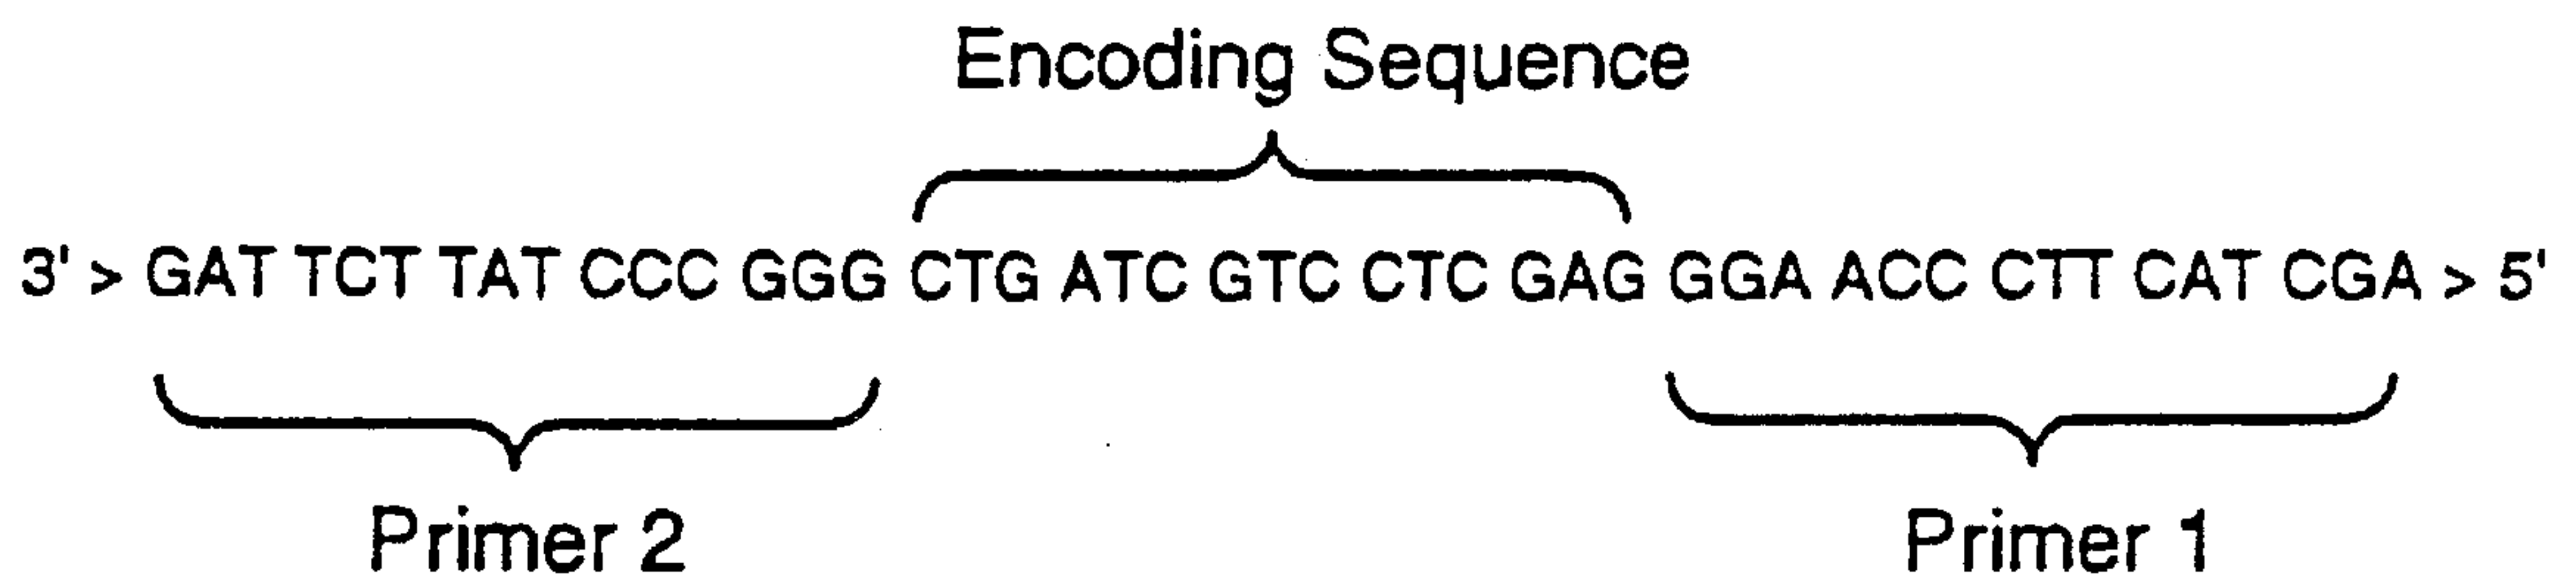 Encoding Sequence
3' > GAT TCT TAT CCC GGG CTG ATC GTC CTC GAG GGA ACC CTT CAT CGA > 5'
Primer 2 Primer 1